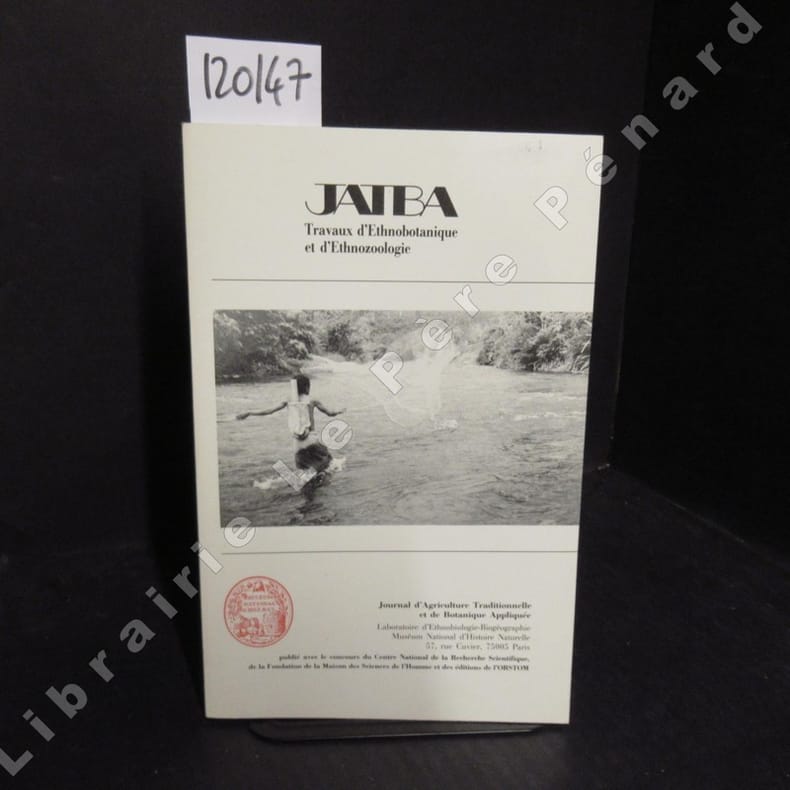 120147
JATBA
Travaux d'Ethnobotanique
et d'Ethnozoologie
Journal d'Agriculture Traditionnelle
et de Botanique Appliquée
Laboratoire d'Ethnobiologie-Biogéographie
Muséum National d'Histoire Naturelle
57, rue Cuvier, 75005 Paris
publié avec le concours du Centre National de la Recherche Scientifique,
de la Fondation de la Maison des Sciences de l'Homme et des éditions de l'ORSTOM
Librairie Le Père Pénard